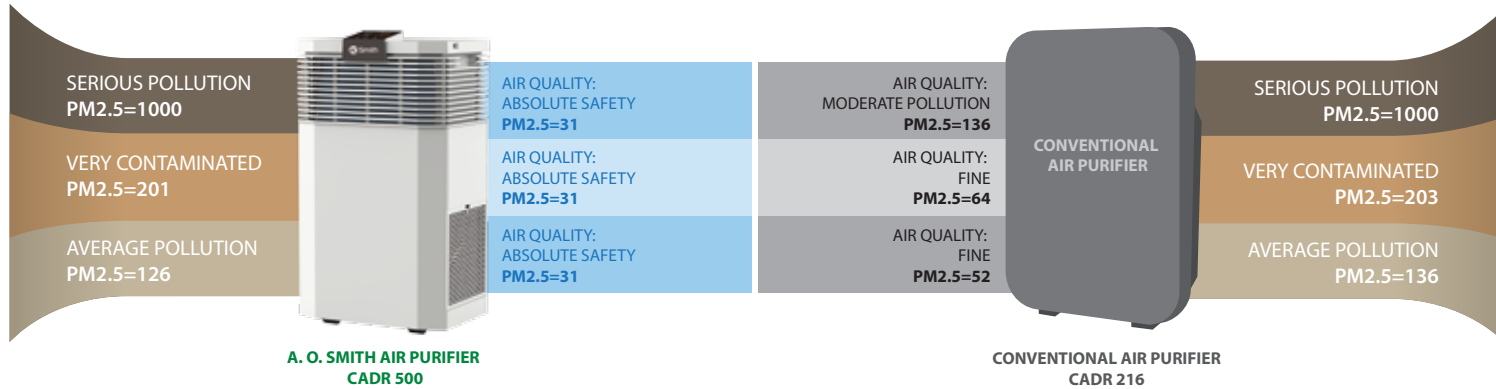 SERIOUS POLLUTION
PM2.5=1000
VERY CONTAMINATED
PM2.5=201
AVERAGE POLLUTION
PM2.5=126
Smith
AIR QUALITY:
ABSOLUTE SAFETY
PM2.5=31
AIR QUALITY:
ABSOLUTE SAFETY
PM2.5=31
AIR QUALITY:
ABSOLUTE SAFETY
PM2.5=31
A. O. SMITH AIR PURIFIER
CADR 500
AIR QUALITY:
MODERATE POLLUTION
PM2.5=136
AIR QUALITY:
FINE
PM2.5=64
AIR QUALITY:
FINE
PM2.5=52
CONVENTIONAL
AIR PURIFIER
SERIOUS POLLUTION
PM2.5=1000
VERY CONTAMINATED
PM2.5=203
AVERAGE POLLUTION
PM2.5=136
CONVENTIONAL AIR PURIFIER
CADR 216